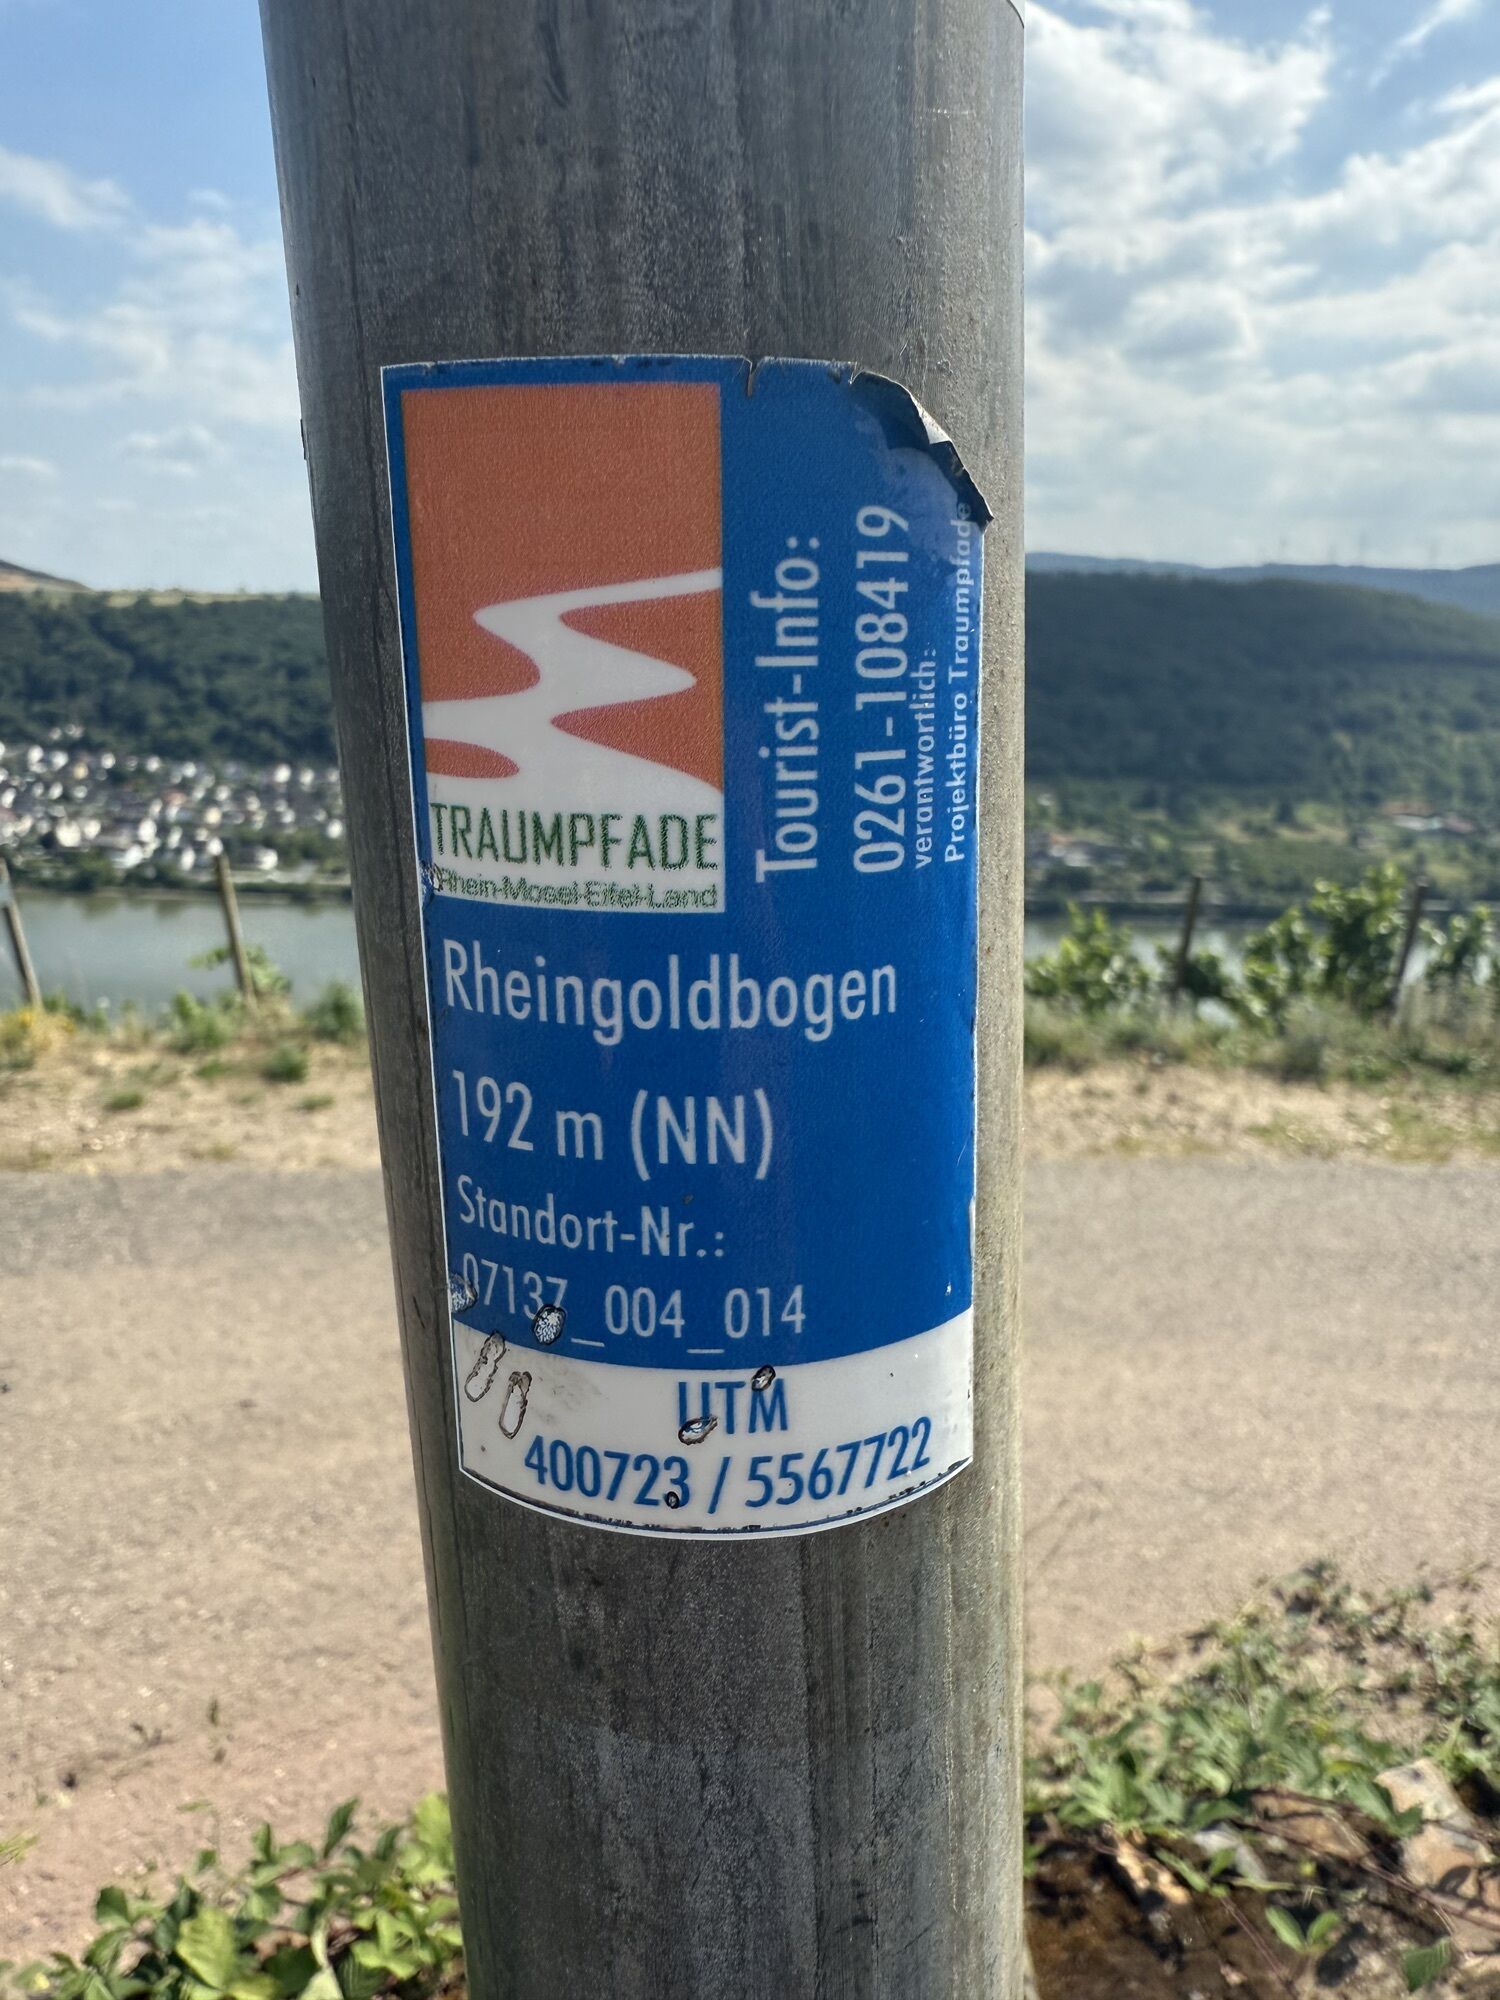 TRAUMPFADE
Rhein-Mosel-Eifel-Land
Tourist-Info:
0261-108419
verantwortlich:
Projektbüro Traumpfade
Rheingoldbogen
192 m (NN)
Standort-Nr.:
07137_004_014
UTM
400723 / 5567722